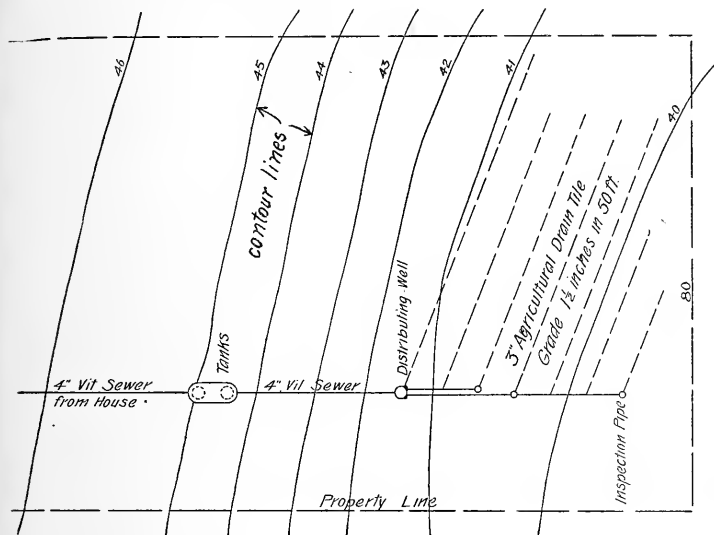 46
45
44
43
42
41
40
contour lines
3" Agricultural Drain Tile
Grade 1½ inches in 50 ft.
80
Distributing Well
Tanks
4" Vit Sewer
from House
4" Vit Sewer
Inspection Pipe
Property Line